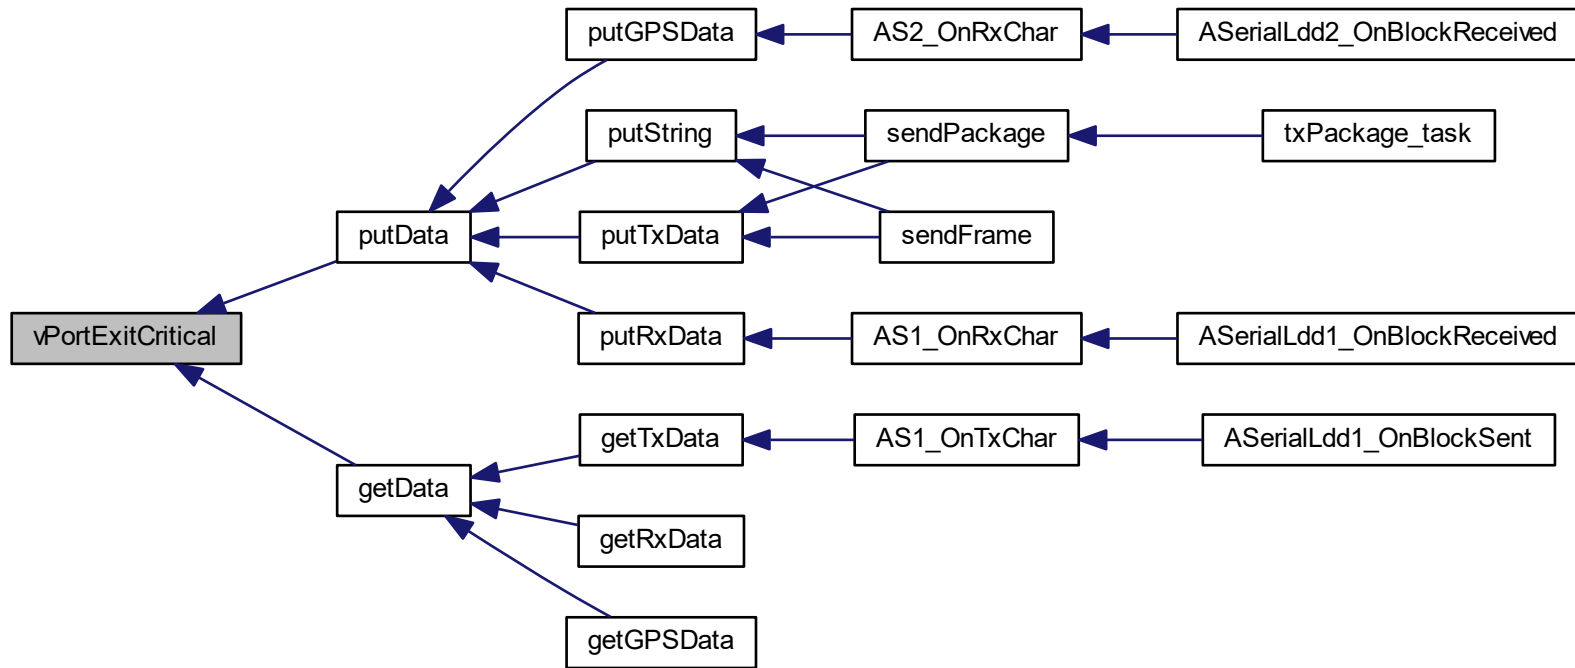 putGPSData
AS2_OnRxChar
ASerialLdd2_OnBlockReceived
putString
sendPackage
txPackage_task
putData
putTxData
sendFrame
vPortExitCritical
putRxData
AS1_OnRxChar
ASerialLdd1_OnBlockReceived
getTxData
AS1_OnTxChar
ASerialLdd1_OnBlockSent
getData
getRxData
getGPSData